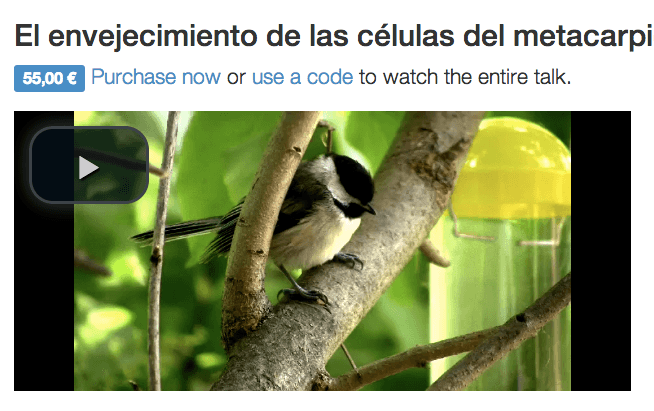 El envejecimiento de las células del metacarpi
55,00 € Purchase now or use a code to watch the entire talk.